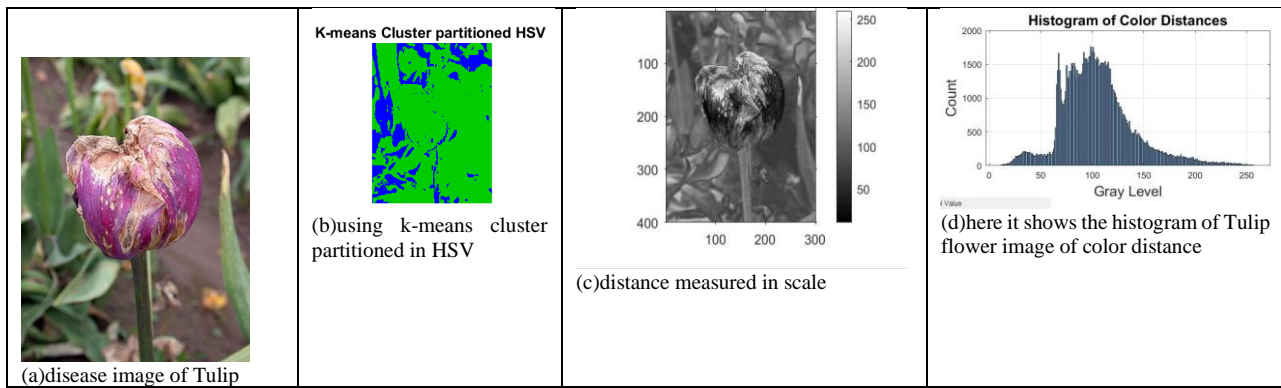 (a)disease image of Tulip
K-means Cluster partitioned HSV
(b)using k-means cluster
partitioned in HSV
100
200
300
400
100 200 300
250
200
150
100
50
(c)distance measured in scale
Histogram of Color Distances
2000
1500
1000
500
0
Count
0 50 100 150 200 250
Gray Level
Value
(d)here it shows the histogram of Tulip
flower image of color distance